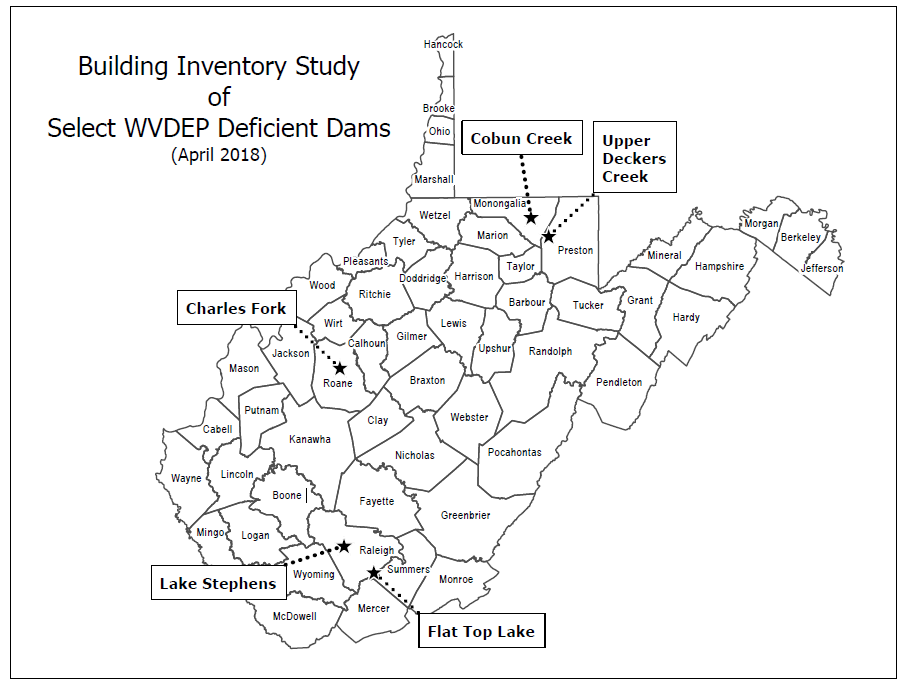 Building Inventory Study
of
Select WVDEP Deficient Dams
(April 2018)
Hancock
Brooke
Ohio
Marshall
Cobun Creek
Upper
Deckers
Creek
Wetzel
Monongalia
Marion
Preston
Tyler
Pleasants
Doddridge
Harrison
Taylor
Morgan
Berkeley
Jefferson
Mineral
Hampshire
Wood
Ritchie
Barbour
Tucker
Grant
Hardy
Charles Fork
Wirt
Calhoun
Gilmer
Lewis
Upshur
Randolph
Jackson
Mason
Roane
Braxton
Pendleton
Putnam
Cabell
Kanawha
Clay
Webster
Nicholas
Pocahontas
Wayne
Lincoln
Boone
Fayette
Greenbrier
Mingo
Logan
Raleigh
Summers
Monroe
Lake Stephens
Wyoming
McDowell
Mercer
Flat Top Lake